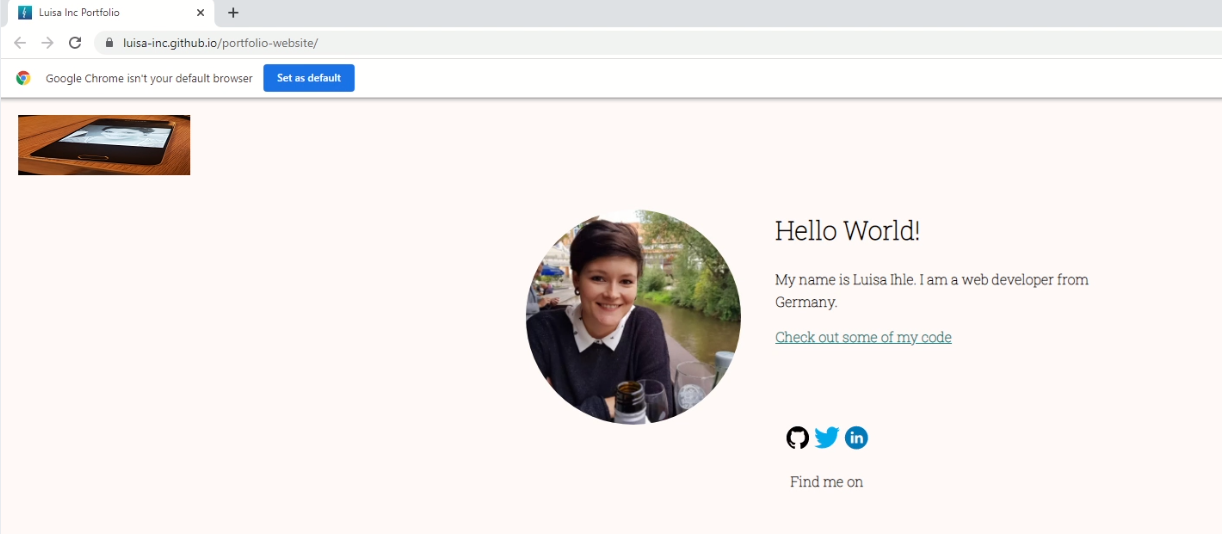 Luisa Inc Portfolio
luisa-inc.github.io/portfolio-website/
Google Chrome isn't your default browser
Set as default
Hello World!
My name is Luisa Ihle. I am a web developer from
Germany.
Check out some of my code
in
Find me on